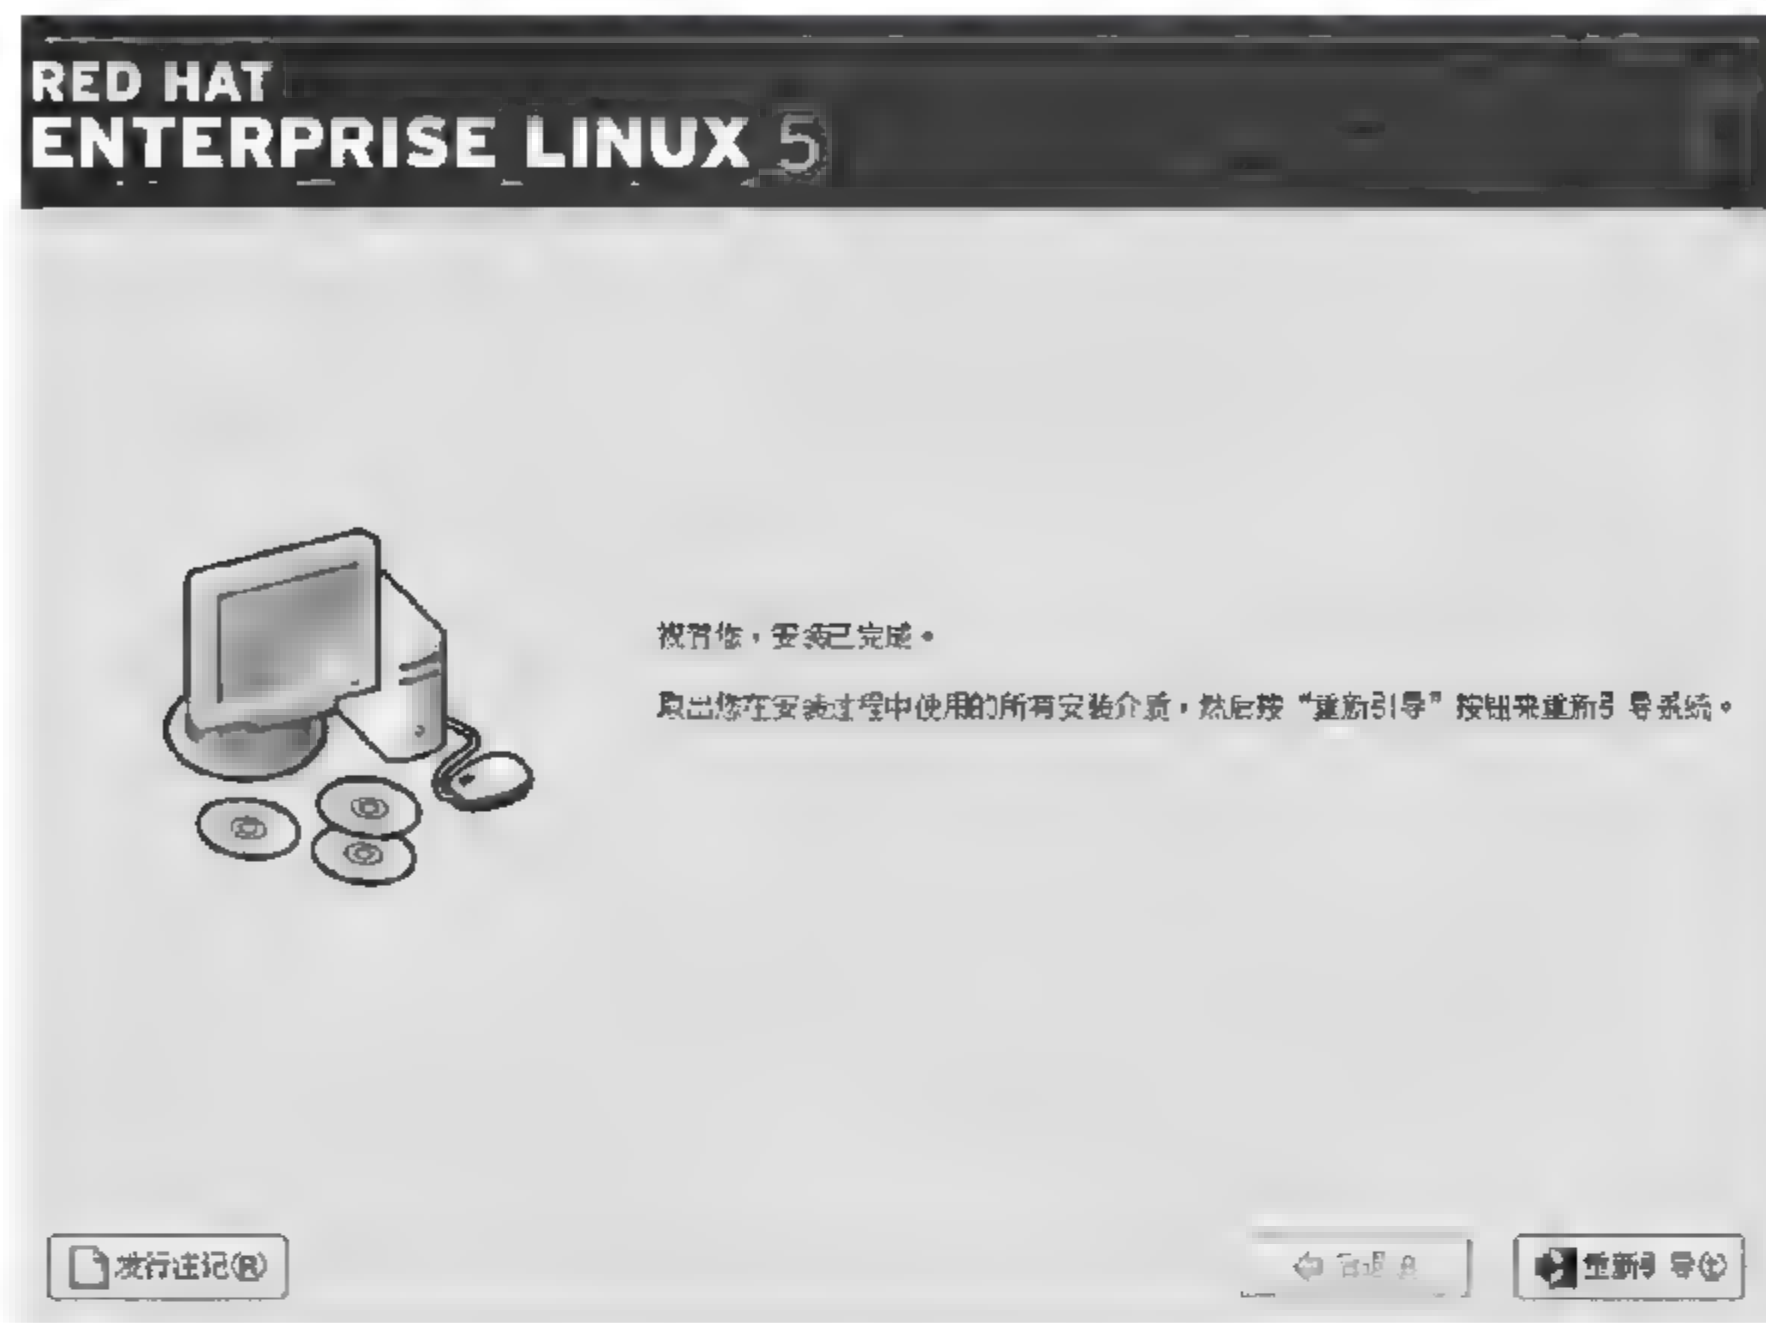 RED HAT
ENTERPRISE LINUX 5
祝贺你，安装已完成。
取出您在安装过程中使用的所有安装介质，然后按“重新引导”按钮来重新引导系统。
发行注记(R)
后退
重新引导(t)